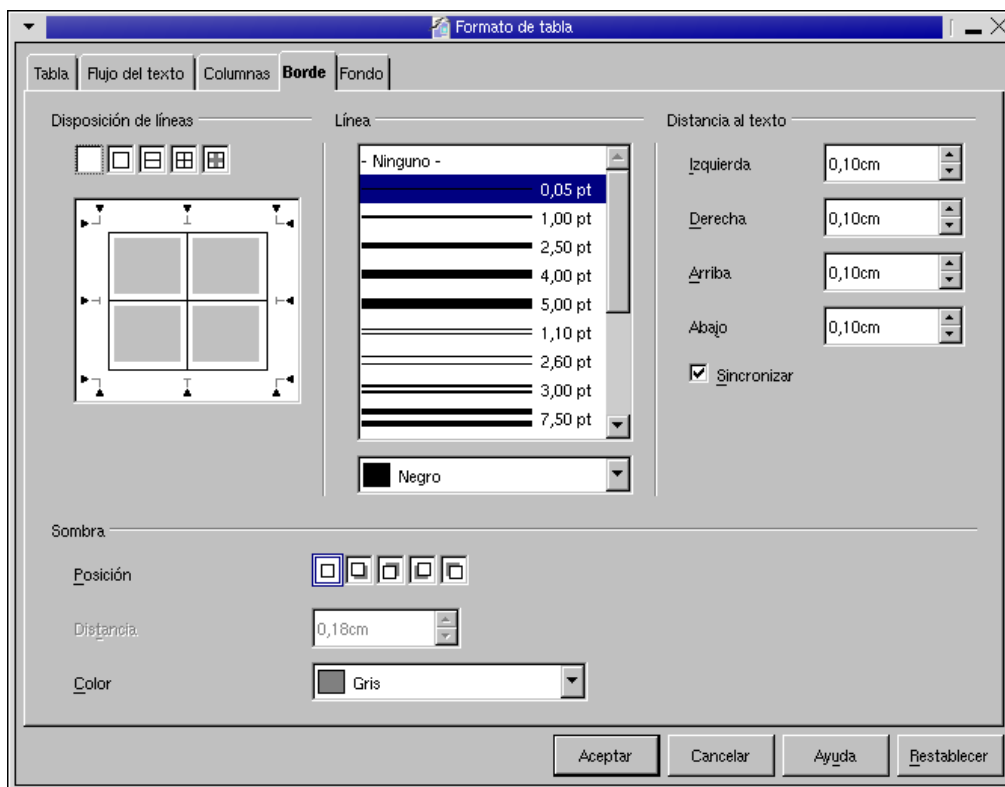 Formato de tabla
Tabla Flujo del texto Columnas Borde Fondo
Disposición de líneas
Línea
- Ninguno -
0,05 pt
1,00 pt
2,50 pt
4,00 pt
5,00 pt
1,10 pt
2,60 pt
3,00 pt
7,50 pt
Negro
Distancia al texto
Izquierda 0,10cm
Derecha 0,10cm
Arriba 0,10cm
Abajo 0,10cm
Sincronizar
Sombra
Posición
Distancia 0,18cm
Color Gris
Aceptar Cancelar Ayuda Restablecer